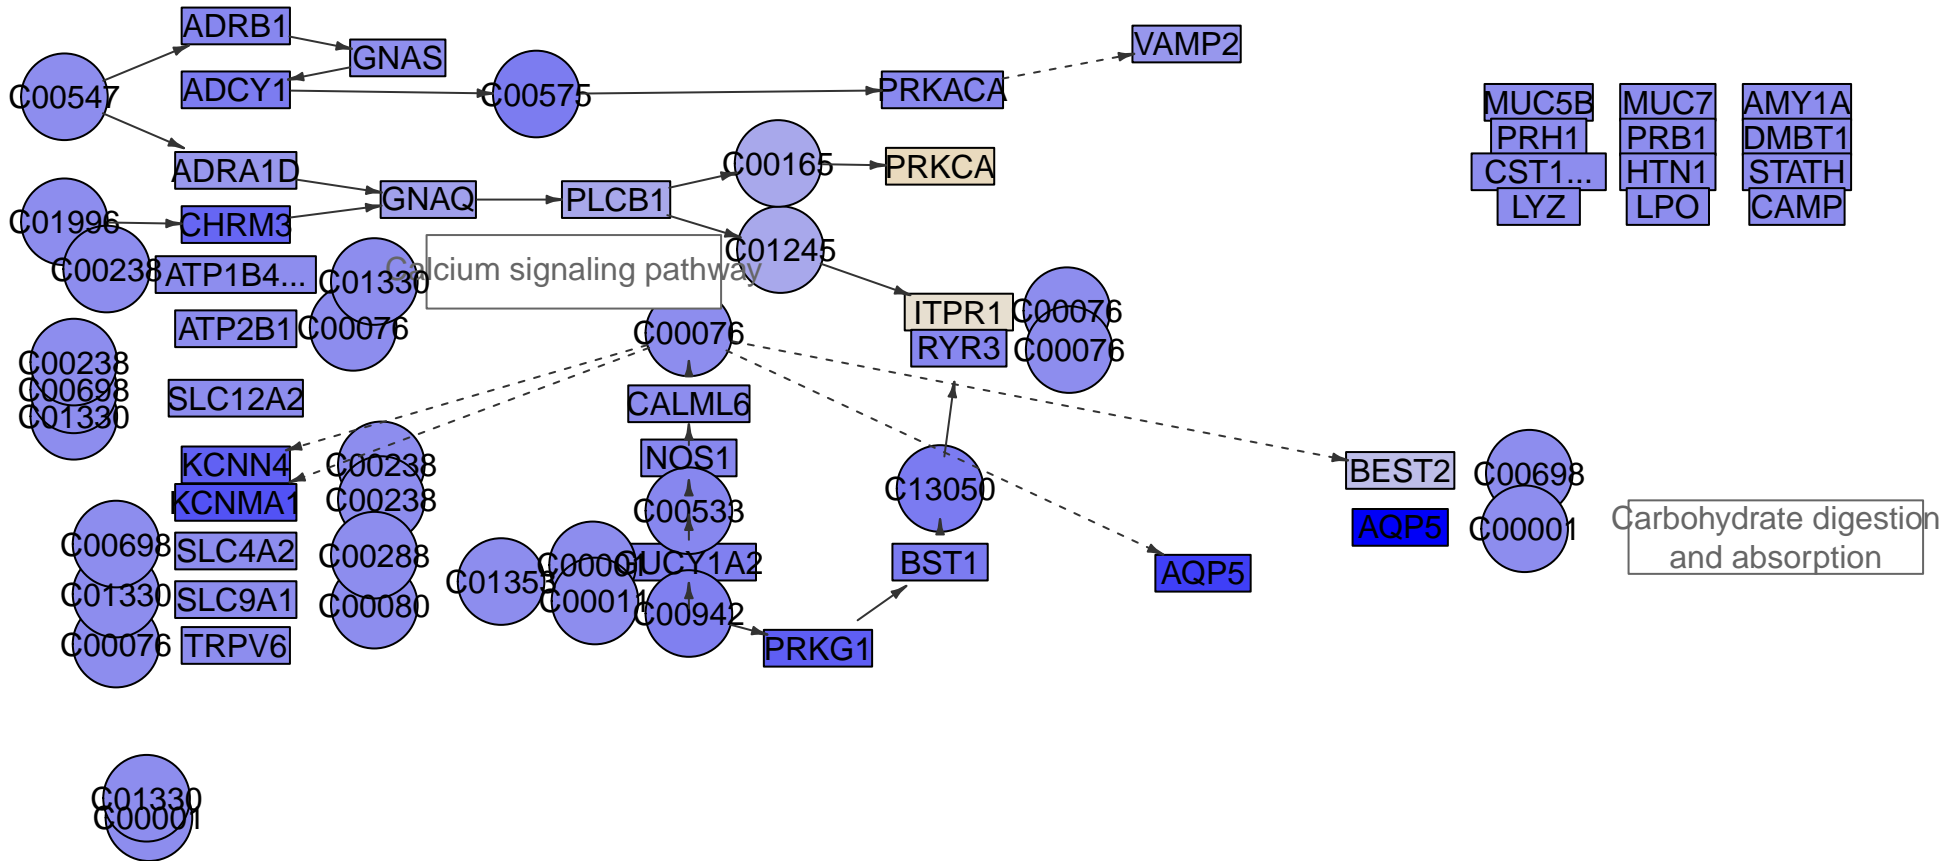 ADRB1
GNAS
VAMP2
C00547
ADCY1
C00575
PRKACA
MUC5B
MUC7
AMY1A
PRH1
PRB1
DMBT1
ADRA1D
C00165
PRKCA
CST1...
HTN1
STATH
GNAQ
PLCB1
LYZ
LPO
CAMP
C01996
CHRM3
C01245
C00238
ATP1B4...
C01330
Calcium signaling pathway
ITPR1
C00076
ATP2B1
C00076
C00076
RYR3
C00076
C00238
C00698
C01330
SLC12A2
CALML6
KCNN4
C00238
NOS1
BEST2
C00698
KCNMA1
C00238
C00533
C13050
AQP5
C00001
Carbohydrate digestion
and absorption
C00698
SLC4A2
C00288
C00001
GUCY1A2
BST1
AQP5
C01353
C01330
SLC9A1
C00080
C00011
C00942
C00076
TRPV6
PRKG1
C01330
C00001